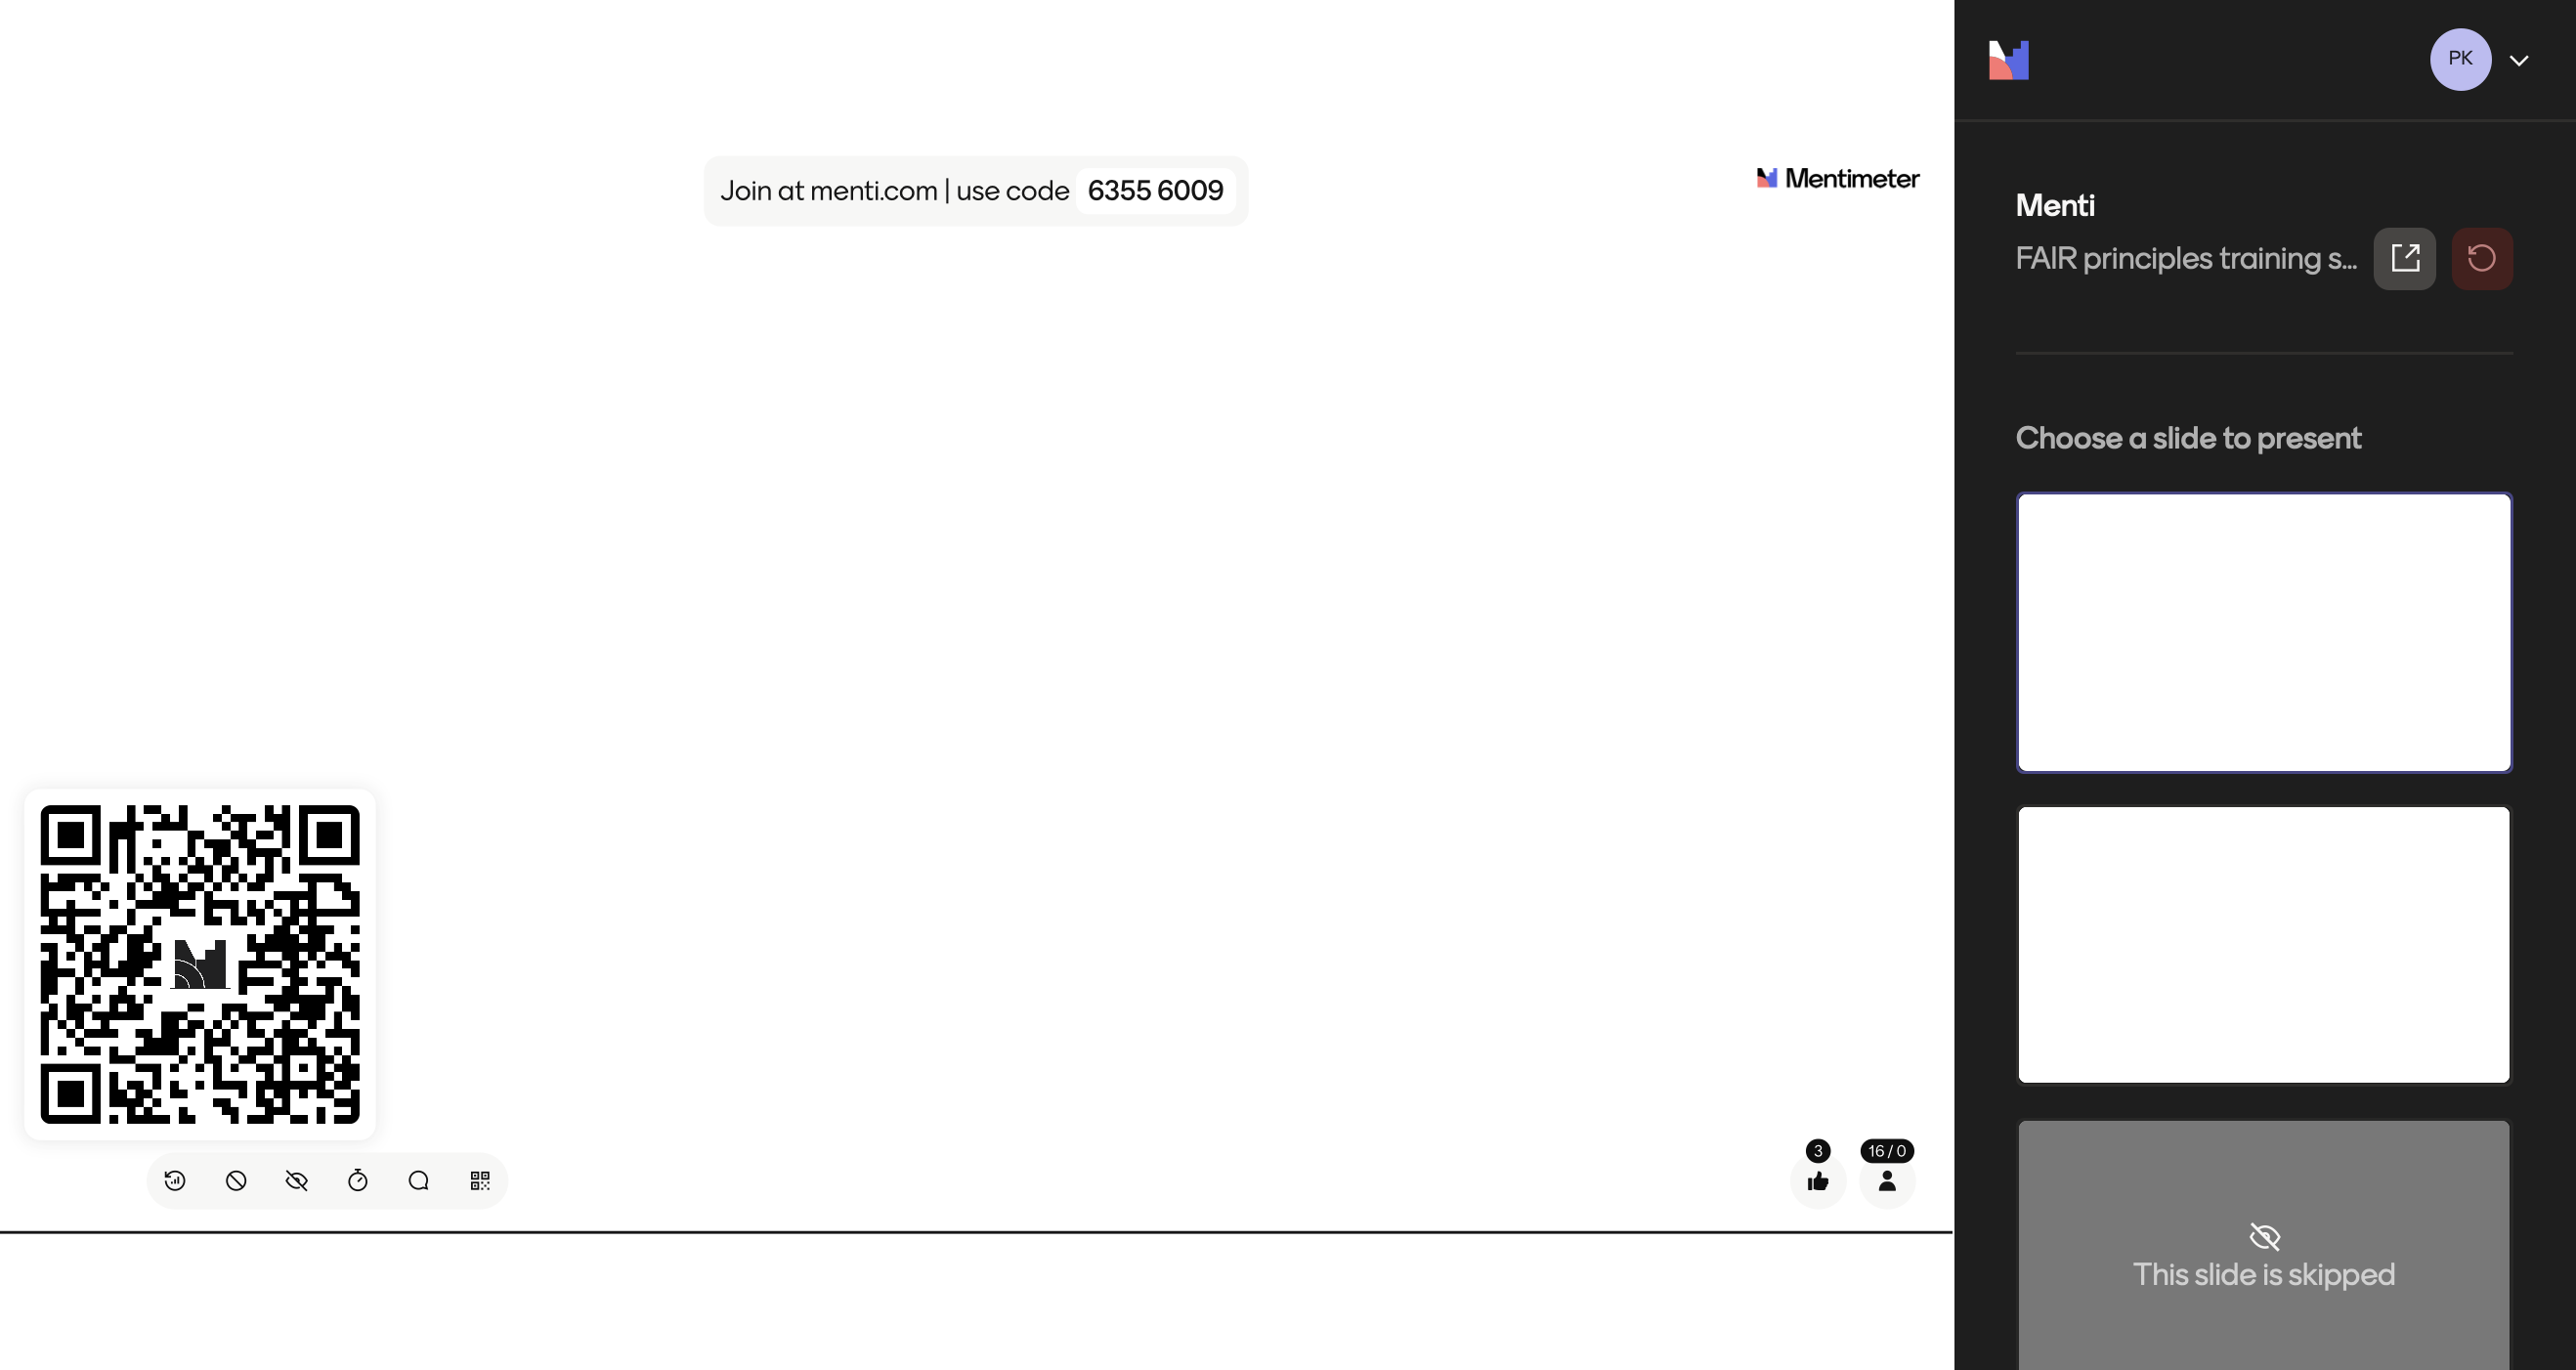 Join at menti.com | use code 6355 6009
Mentimeter
3
16 / 0
PK
Menti
FAIR principles training s...
Choose a slide to present
This slide is skipped